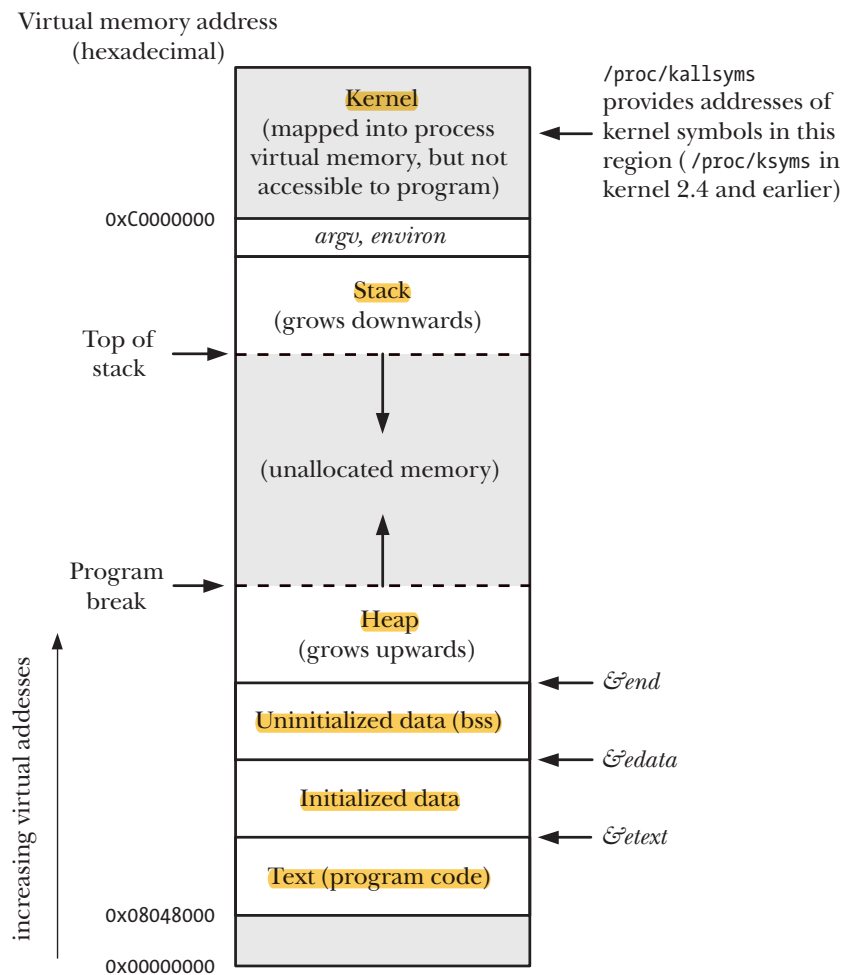 Virtual memory address
(hexadecimal)
/proc/kallsyms
provides addresses of
kernel symbols in this
region (/proc/ksyms in
kernel 2.4 and earlier)
Kernel
(mapped into process
virtual memory, but not
accessible to program)
0xC0000000
argv, environ
Stack
(grows downwards)
Top of
stack
(unallocated memory)
Program
break
Heap
(grows upwards)
&end
Uninitialized data (bss)
&edata
Initialized data
&etext
Text (program code)
0x08048000
0x00000000
increasing virtual addesses